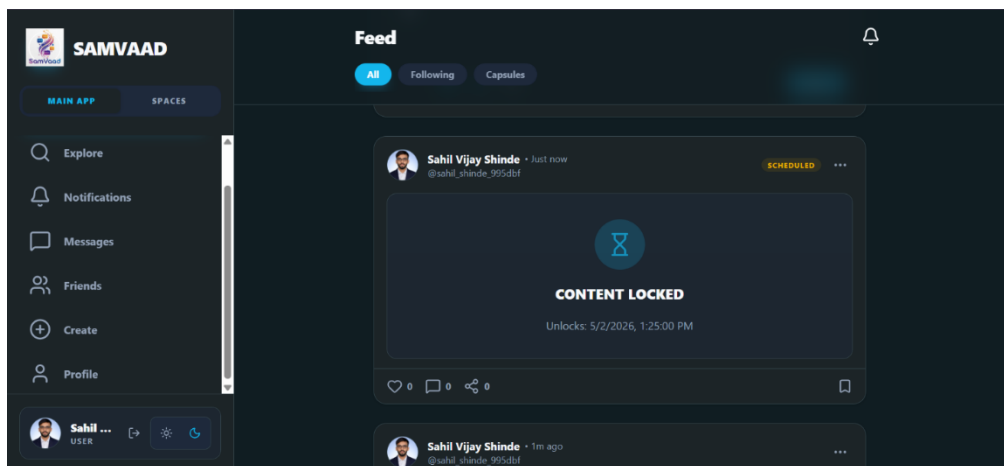 SamVaad
SAMVAAD
MAIN APP
SPACES
Explore
Notifications
Messages
Friends
Create
Profile
Sahil ...
USER
Feed
All
Following
Capsules
Sahil Vijay Shinde • Just now
@sahil_shinde_995dbf
SCHEDULED
CONTENT LOCKED
Unlocks: 5/2/2026, 1:25:00 PM
0
0
0
Sahil Vijay Shinde • 1m ago
@sahil_shinde_995dbf